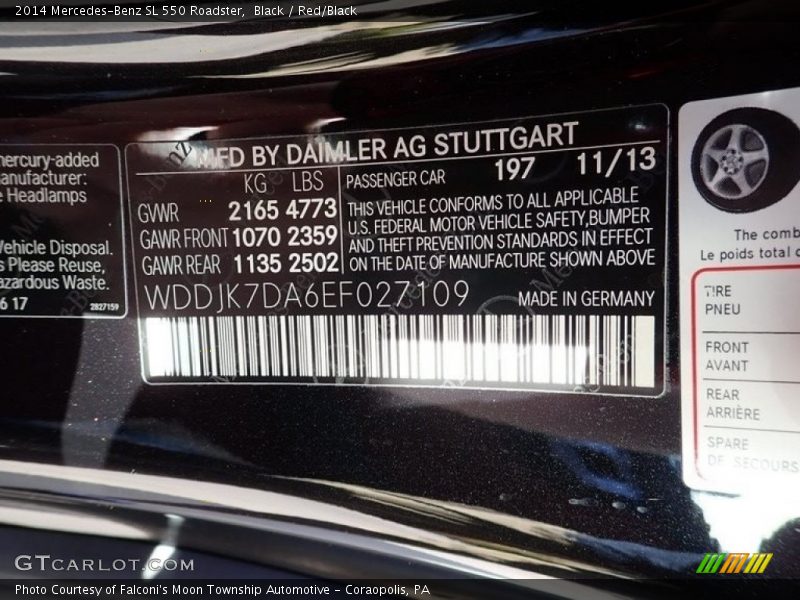 2014 Mercedes-Benz SL 550 Roadster, Black / Red/Black
mercury-added
manufacturer:
e Headlamps
Vehicle Disposal.
s Please Reuse,
azardous Waste.
6 17 2827159
MFD BY DAIMLER AG STUTTGART
KG LBS
GVWR 2165 4773
GAWR FRONT 1070 2359
GAWR REAR 1135 2502
PASSENGER CAR 197 11/13
THIS VEHICLE CONFORMS TO ALL APPLICABLE
U.S. FEDERAL MOTOR VEHICLE SAFETY,BUMPER
AND THEFT PREVENTION STANDARDS IN EFFECT
ON THE DATE OF MANUFACTURE SHOWN ABOVE
WDDJK7DA6EF027109 MADE IN GERMANY
The comb
Le poids total c
TIRE
PNEU
FRONT
AVANT
REAR
ARRIÈRE
SPARE
DE SECOURS
GTCARLOT.COM
Photo Courtesy of Falconi's Moon Township Automotive - Coraopolis, PA